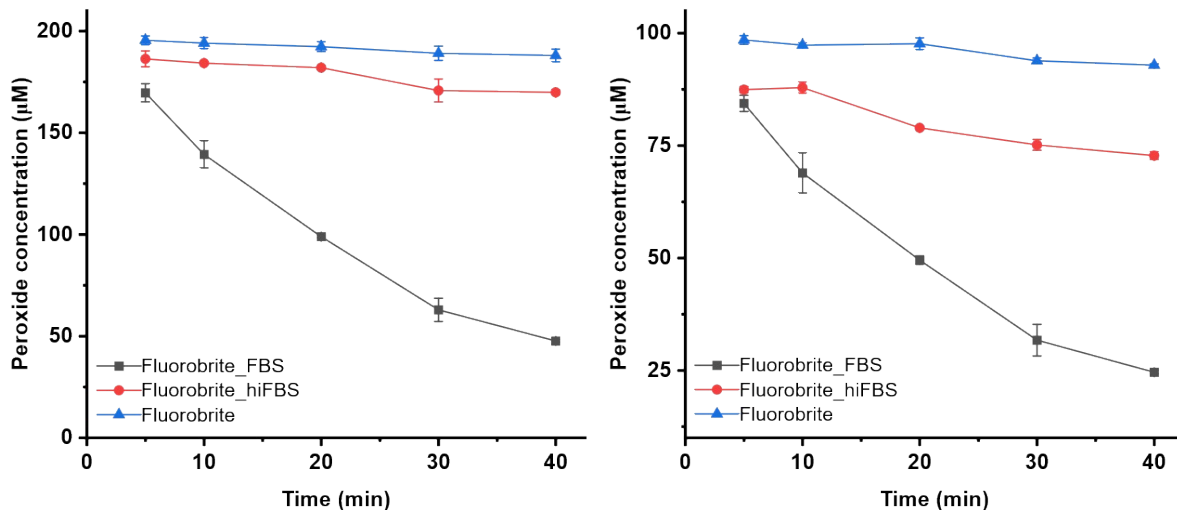 Peroxide concentration (µM)
200
150
100
50
0
Fluorobrite_FBS
Fluorobrite_hiFBS
Fluorobrite
0 10 20 30 40
Time (min)
Peroxide concentration (µM)
100
75
50
25
Fluorobrite_FBS
Fluorobrite_hiFBS
Fluorobrite
0 10 20 30 40
Time (min)